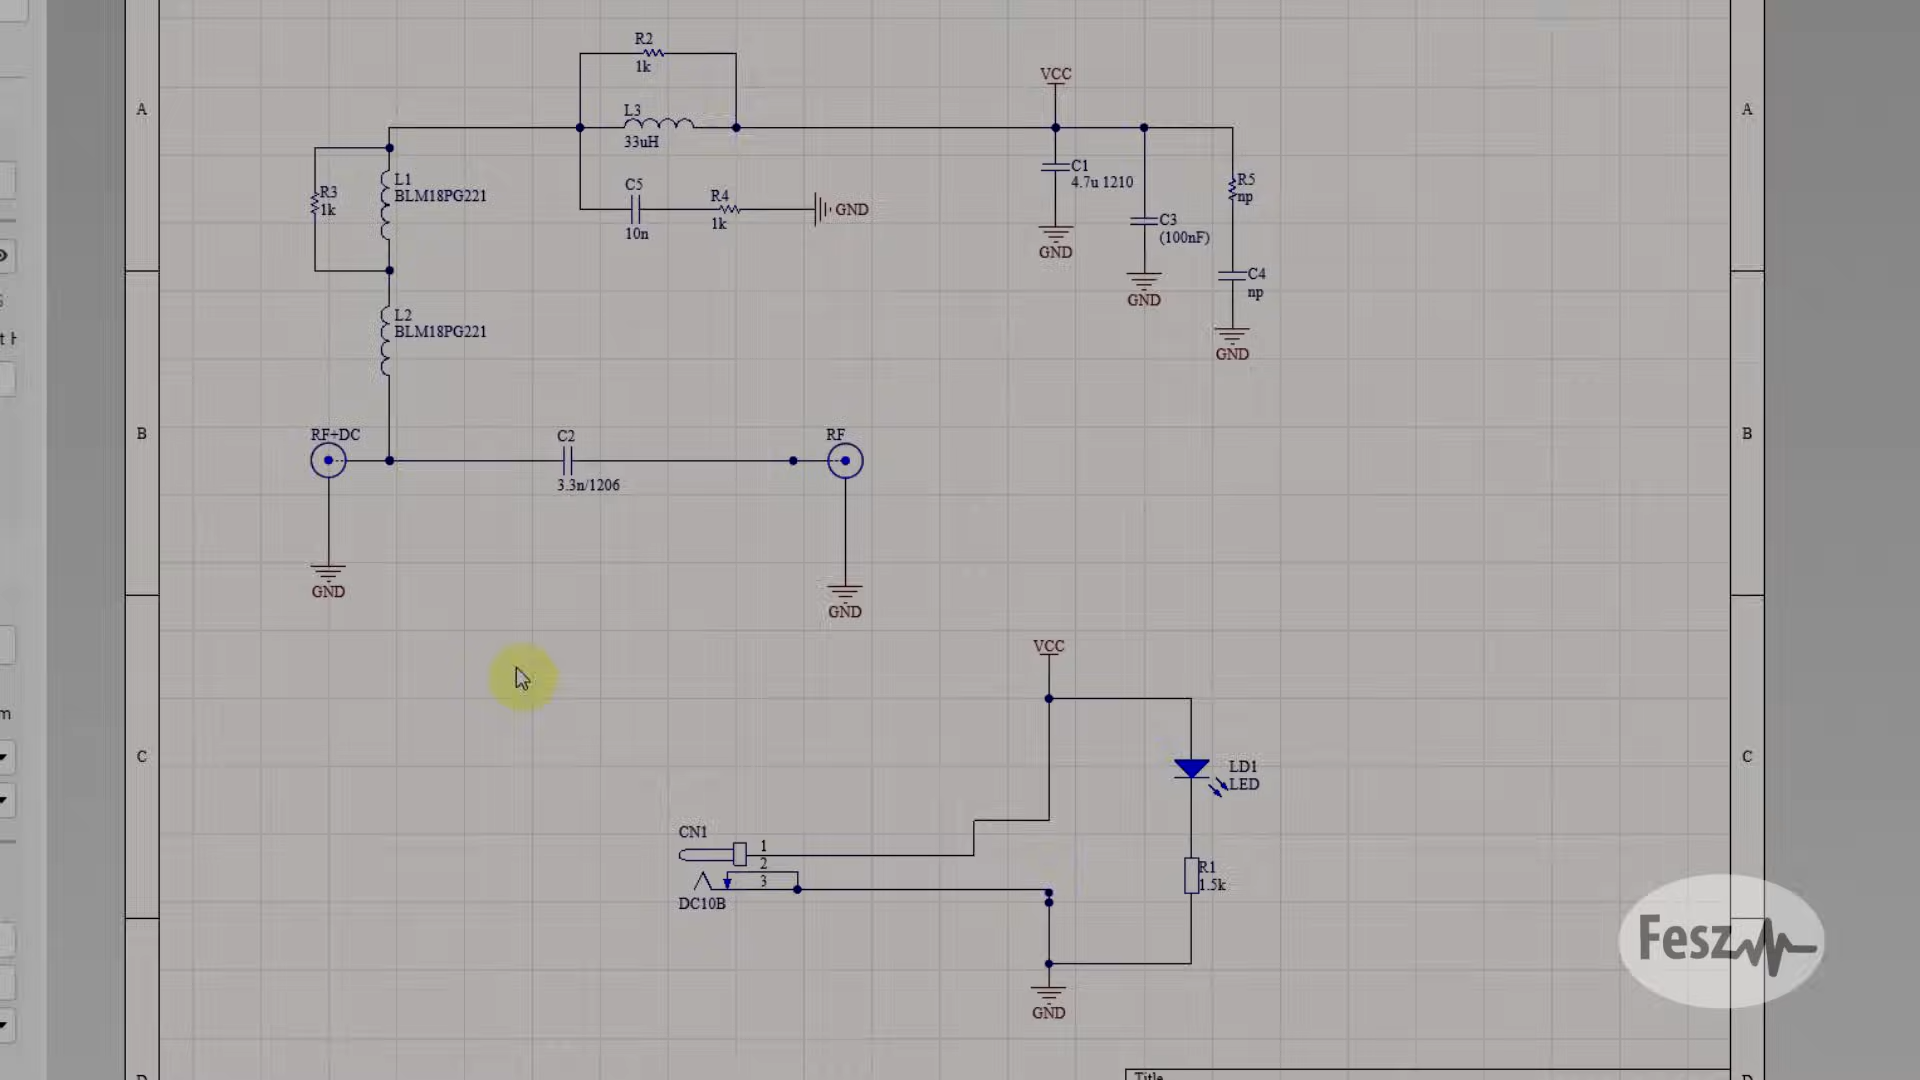 R2
1k
VCC
A
A
L3
33uH
C1
4.7u 1210
L1
BLM18PG221
R3
1k
C5
10n
R4
1k
GND
R5
np
C3
(100nF)
GND
C4
np
GND
GND
L2
BLM18PG221
B
B
RF+DC
C2
3.3n/1206
RF
GND
GND
VCC
C
C
LD1
LED
CN1
1
2
3
DC10B
R1
1.5k
Fesz
GND
Title
D
D
t
m